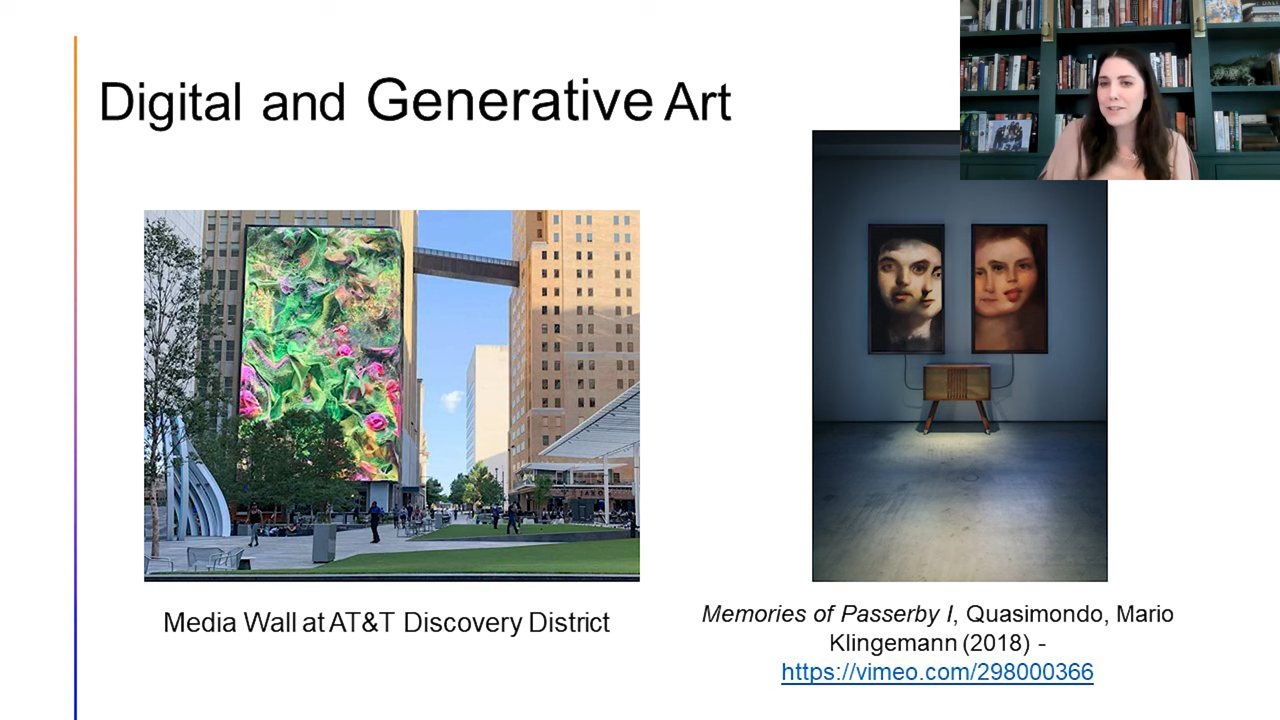 Digital and Generative Art
Media Wall at AT&T Discovery District
Memories of Passerby I, Quasimondo, Mario
Klingemann (2018) -
https://vimeo.com/298000366